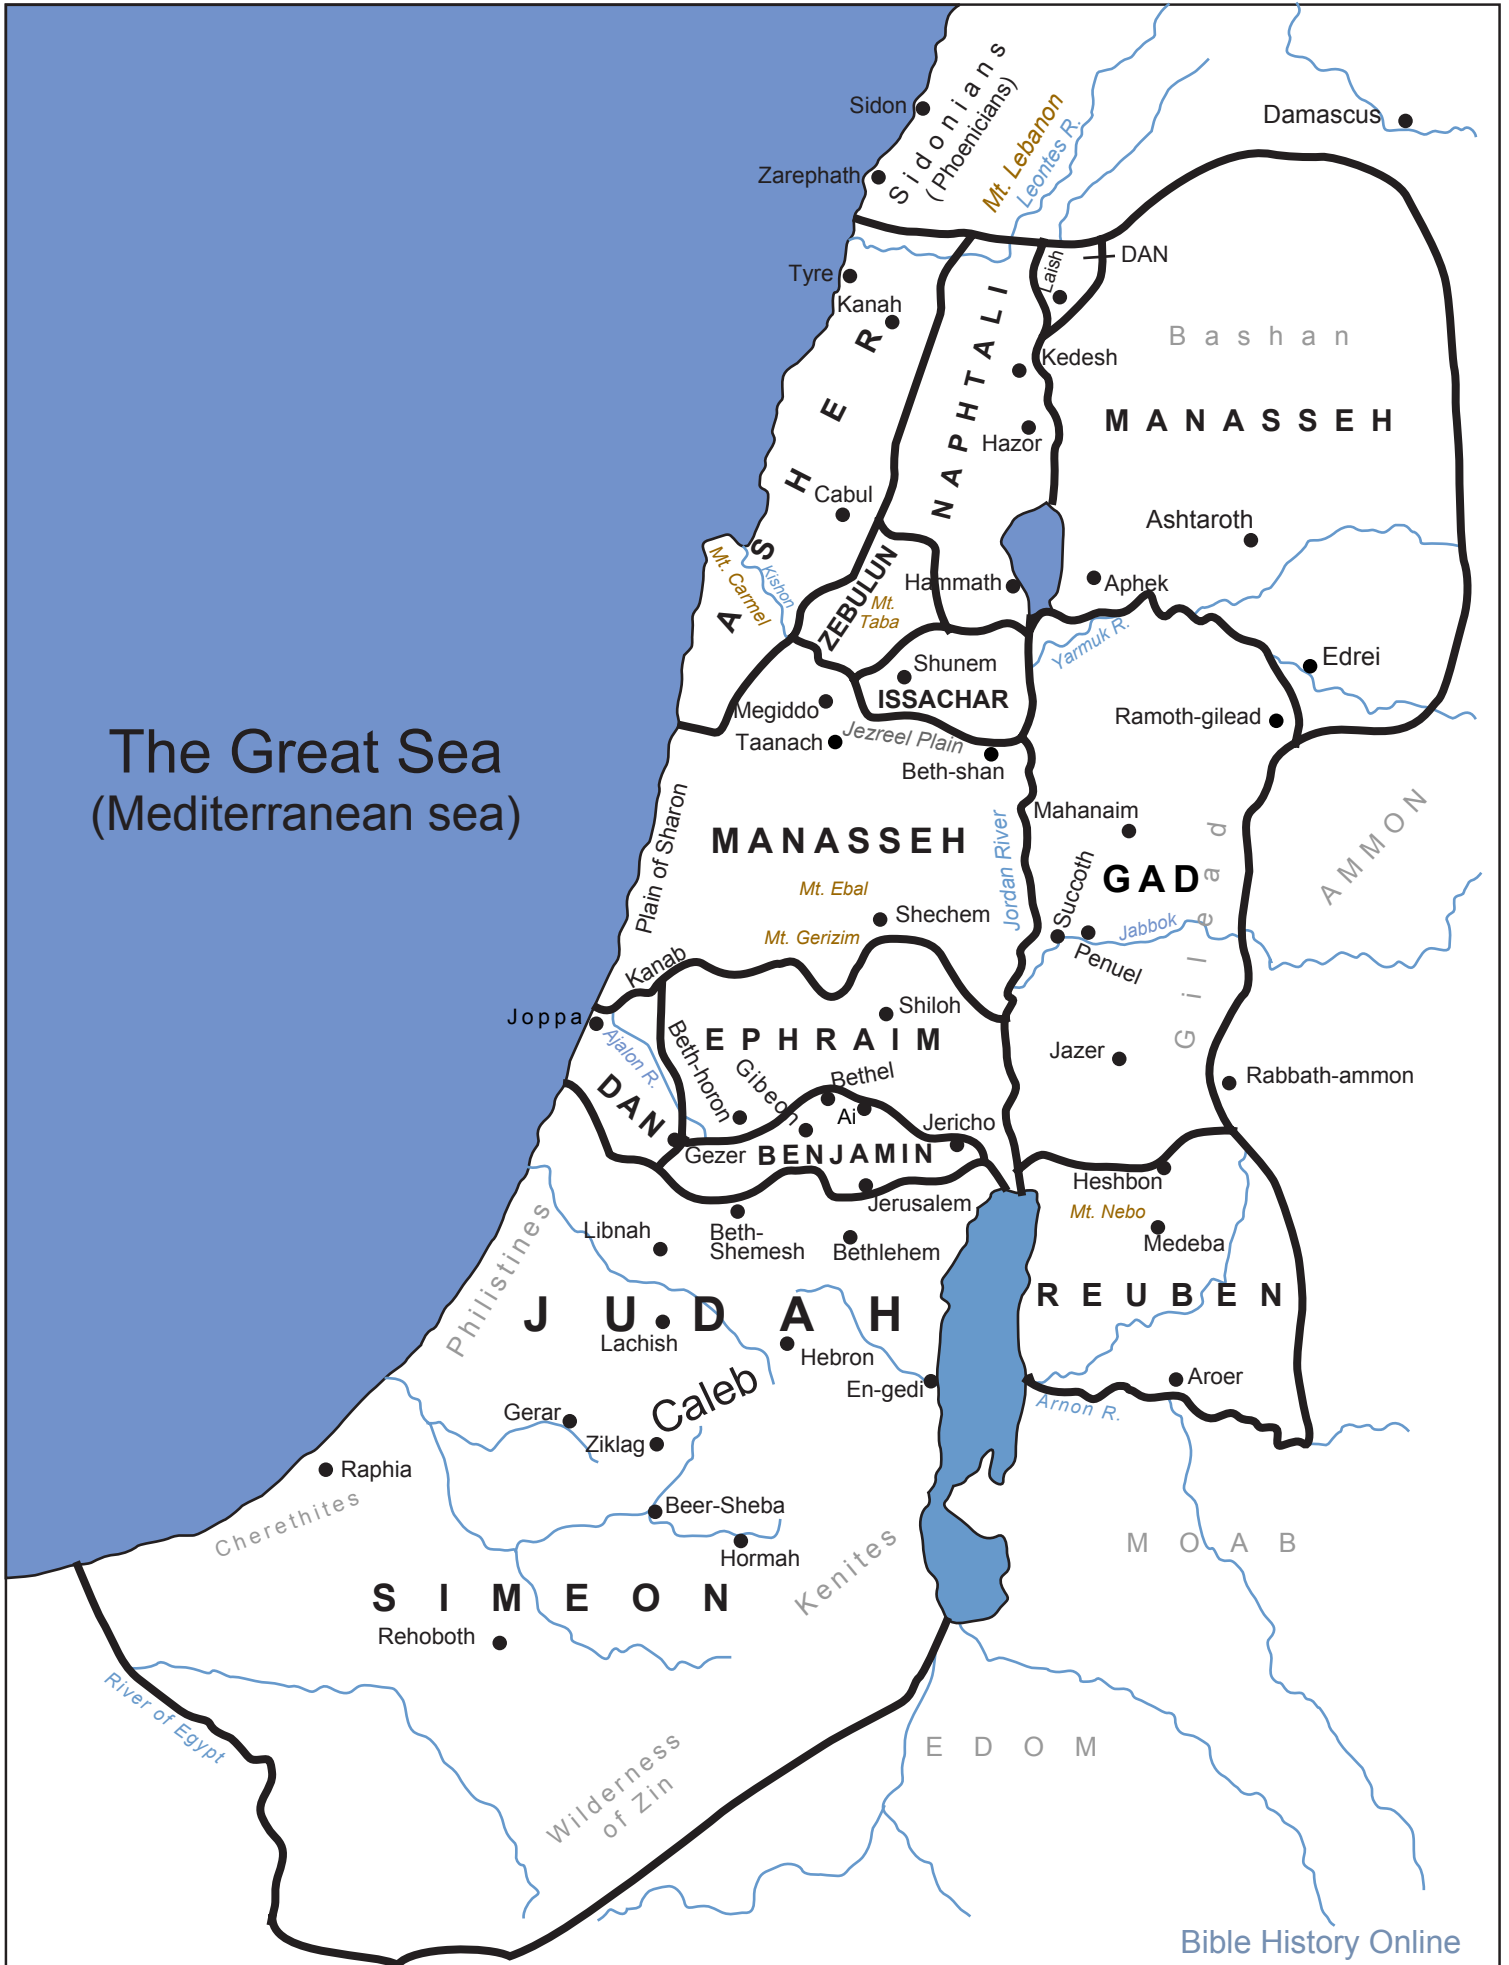 Sidon
Sidonians
(Phoenicians)
Mt. Lebanon
Leontes R.
Damascus
Zarephath
DAN
Laish
Tyre
Kanah
Bashan
Kedesh
ASHER
NAPHTALI
MANASSEH
Hazor
Cabul
Ashtaroth
Mt. Carmel
Kishon
ZEBULUN
Hammath
Aphek
Mt.
Taba
Yarmuk R.
Edrei
Shunem
ISSACHAR
Megiddo
Ramoth-gilead
Taanach
Jezreel Plain
Beth-shan
The Great Sea
(Mediterranean sea)
Plain of Sharon
Mahanaim
AMMON
MANASSEH
Jordan River
Succoth
GAD
Gilead
Mt. Ebal
Shechem
Jabbok
Mt. Gerizim
Penuel
Kanab
Joppa
Shiloh
Ajalon R.
EPHRAIM
Beth-horon
Gibeon
Bethel
Jazer
Rabbath-ammon
DAN
Ai
Jericho
Gezer
BENJAMIN
Heshbon
Jerusalem
Mt. Nebo
Philistines
Libnah
Beth-
Shemesh
Bethlehem
Medeba
REUBEN
JUDAH
Lachish
Hebron
En-gedi
Aroer
Caleb
Arnon R.
Gerar
Ziklag
Raphia
Cherethites
Beer-Sheba
Hormah
Kenites
MOAB
SIMEON
Rehoboth
River of Egypt
EDOM
Wilderness
of Zin
Bible History Online